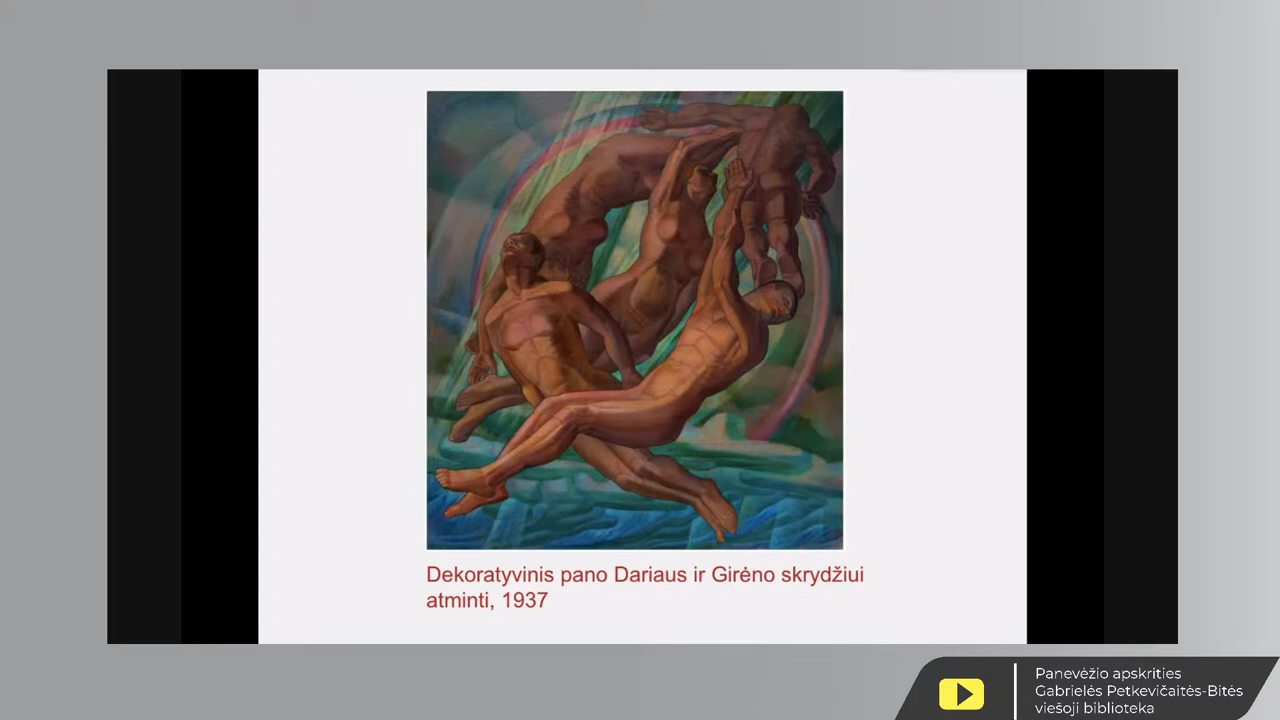 Dekoratyvinis pano Dariaus ir Girėno skrydžiui
atminti, 1937
Panevėžio apskrities
Gabrielės Petkevičaitės-Bitės
viešoji biblioteka